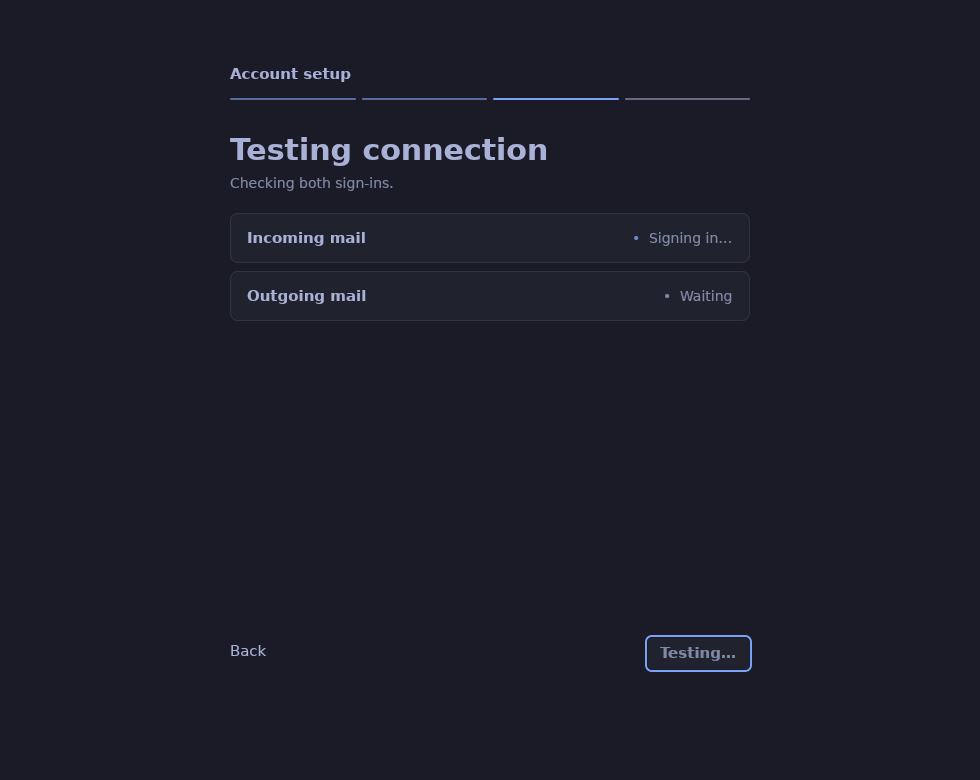 Account setup
Testing connection
Checking both sign-ins.
Incoming mail
• Signing in…
Outgoing mail
• Waiting
Back
Testing…